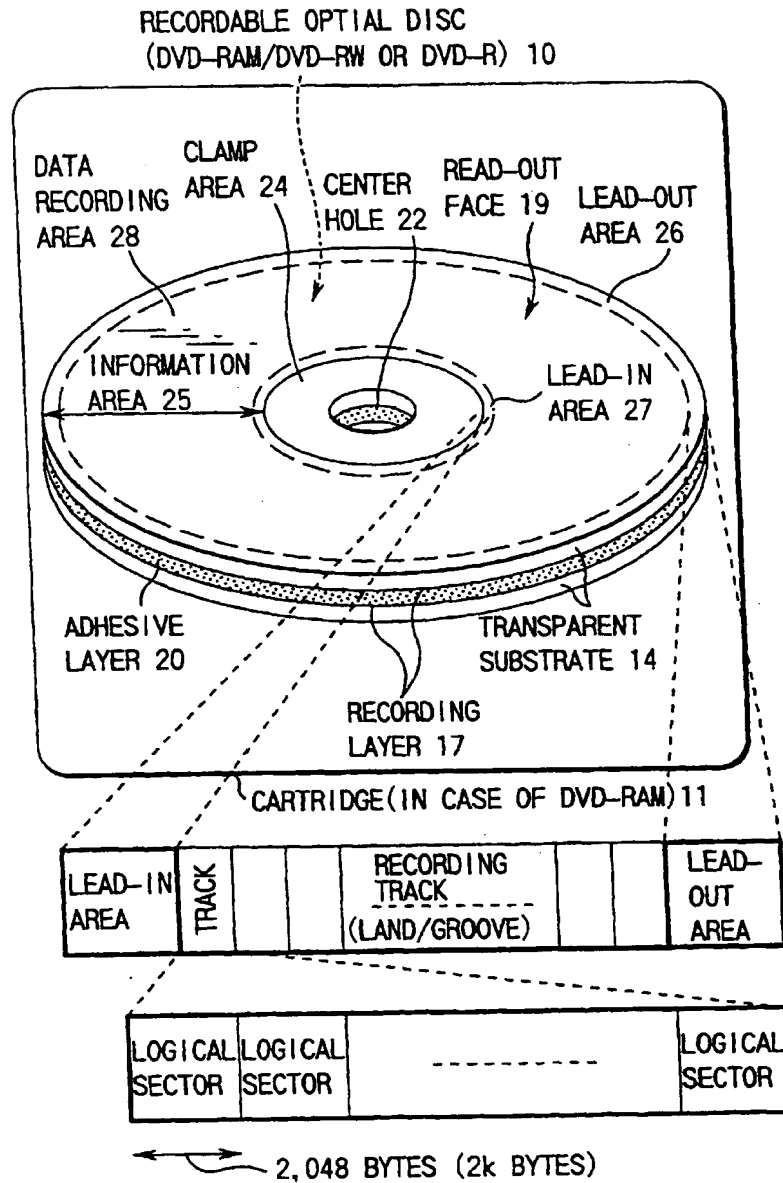 RECORDABLE OPTIAL DISC
(DVD-RAM/DVD-RW OR DVD-R) 10
DATA
RECORDING
AREA 28
CLAMP
AREA 24
CENTER
HOLE 22
READ-OUT
FACE 19
LEAD-OUT
AREA 26
INFORMATION
AREA 25
LEAD-IN
AREA 27
ADHESIVE
LAYER 20
TRANSPARENT
SUBSTRATE 14
RECORDING
LAYER 17
CARTRIDGE(IN CASE OF DVD-RAM)11
LEAD-IN
AREA
TRACK
RECORDING
TRACK
(LAND/GROOVE)
LEAD-
OUT
AREA
LOGICAL
SECTOR
LOGICAL
SECTOR
LOGICAL
SECTOR
2,048 BYTES (2k BYTES)